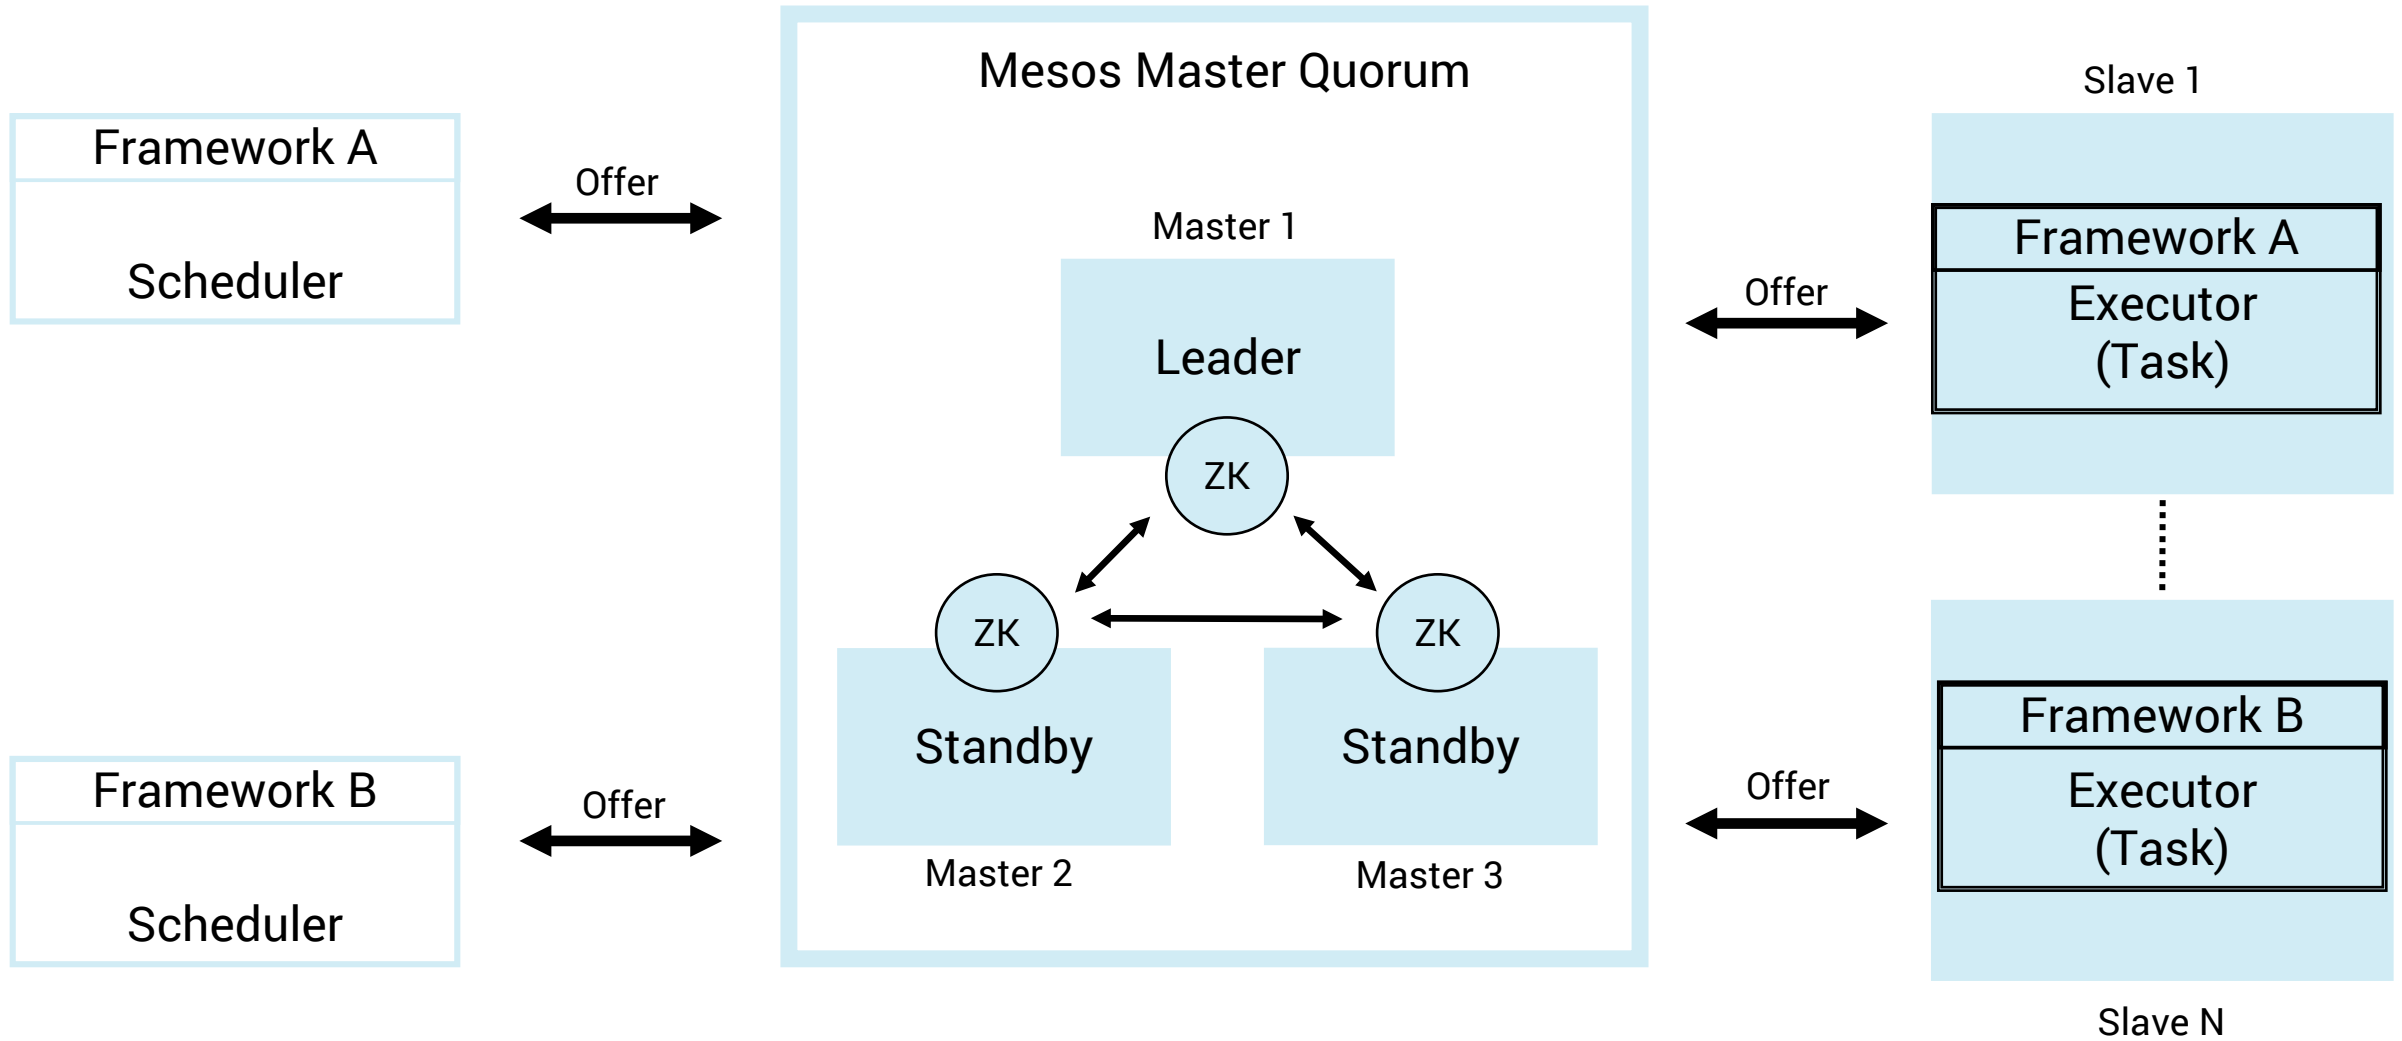 Framework A
Scheduler
Offer
Framework B
Scheduler
Offer
Mesos Master Quorum
Master 1
Leader
ZK
ZK
ZK
Standby
Standby
Master 2
Master 3
Offer
Offer
Slave 1
Framework A
Executor
(Task)
Framework B
Executor
(Task)
Slave N